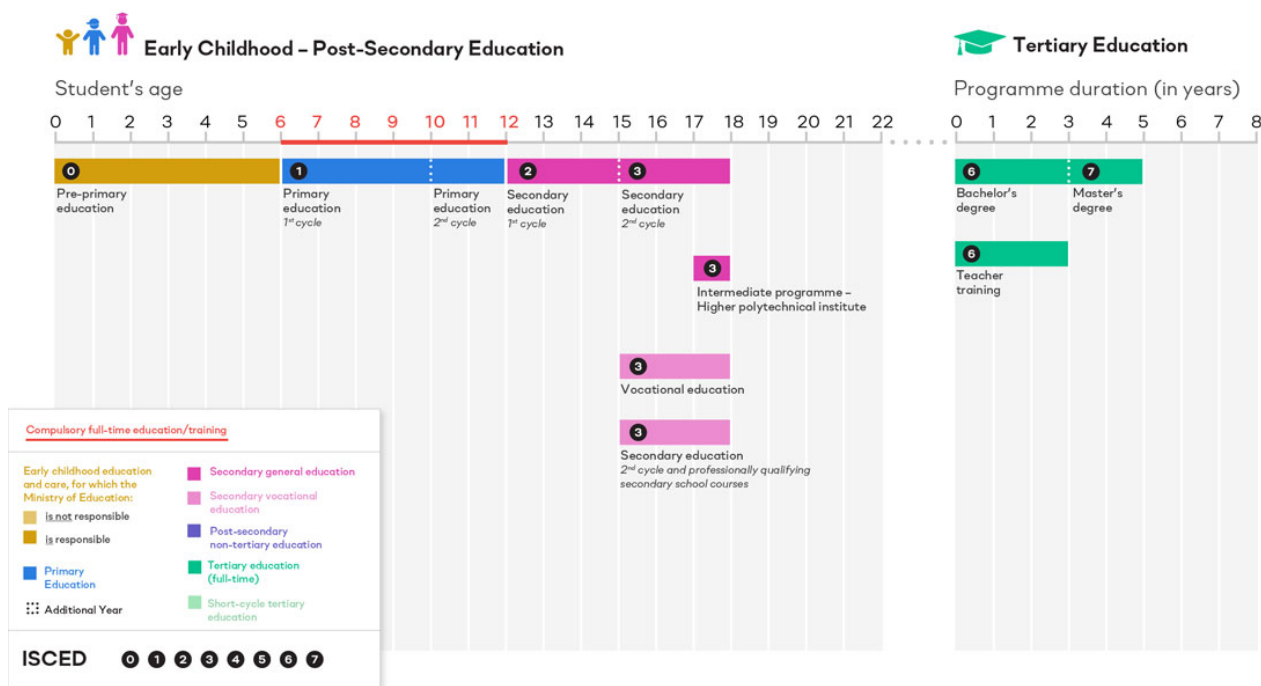 Early Childhood – Post-Secondary Education
Tertiary Education
Student's age
Programme duration (in years)
0 1 2 3 4 5 6 7 8 9 10 11 12 13 14 15 16 17 18 19 20 21 22
0 1 2 3 4 5 6 7 8
0
1
2
3
6
7
Pre-primary
education
Primary
education
1st cycle
Primary
education
2nd cycle
Secondary
education
1st cycle
Secondary
education
2nd cycle
Bachelor's
degree
Master's
degree
3
Intermediate programme –
Higher polytechnical institute
6
Teacher
training
3
Vocational education
3
Secondary education
2nd cycle and professionally qualifying
secondary school courses
Compulsory full-time education/training
Early childhood education
and care, for which the
Ministry of Education:
is not responsible
is responsible
Primary
Education
Additional Year
Secondary general education
Secondary vocational
education
Post-secondary
non-tertiary education
Tertiary education
(full-time)
Short-cycle tertiary
education
ISCED 0 1 2 3 4 5 6 7